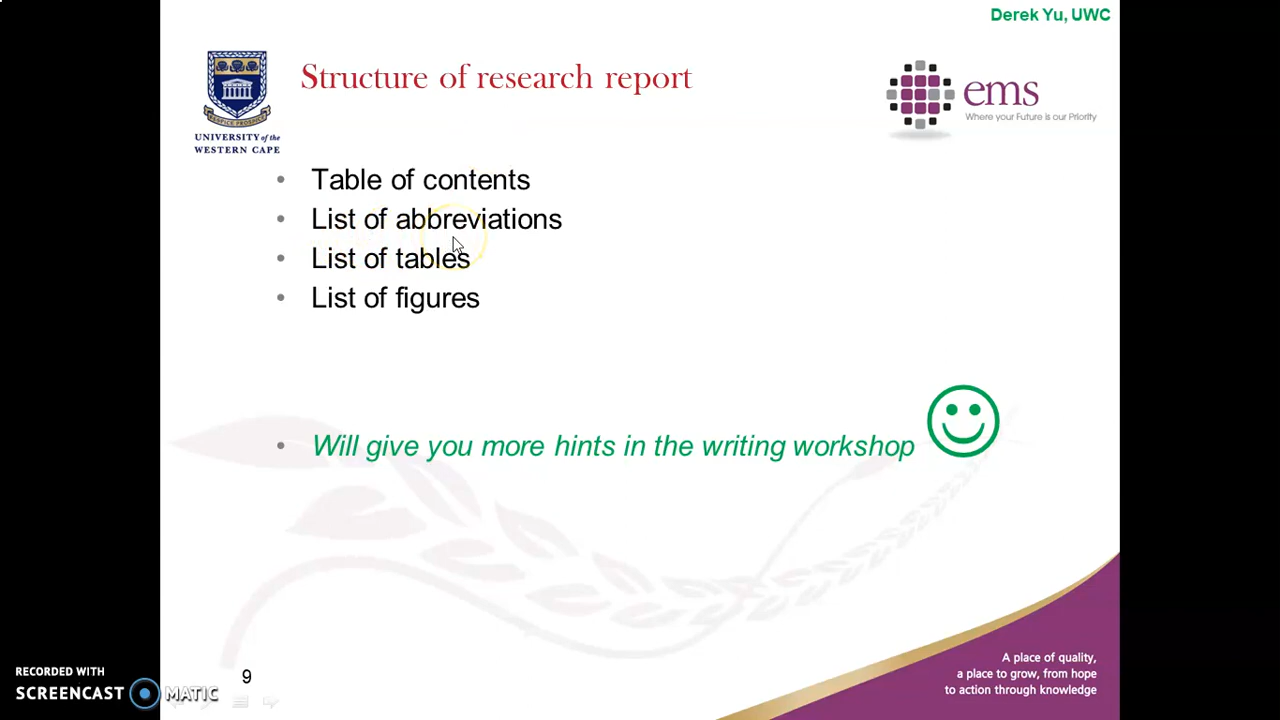 Derek Yu, UWC
Structure of research report
ems
Where your Future is our Priority
UNIVERSITY of the
WESTERN CAPE
• Table of contents
• List of abbreviations
• List of tables
• List of figures
• Will give you more hints in the writing workshop
A place of quality,
a place to grow, from hope
to action through knowledge
9
RECORDED WITH
SCREENCAST MATIC